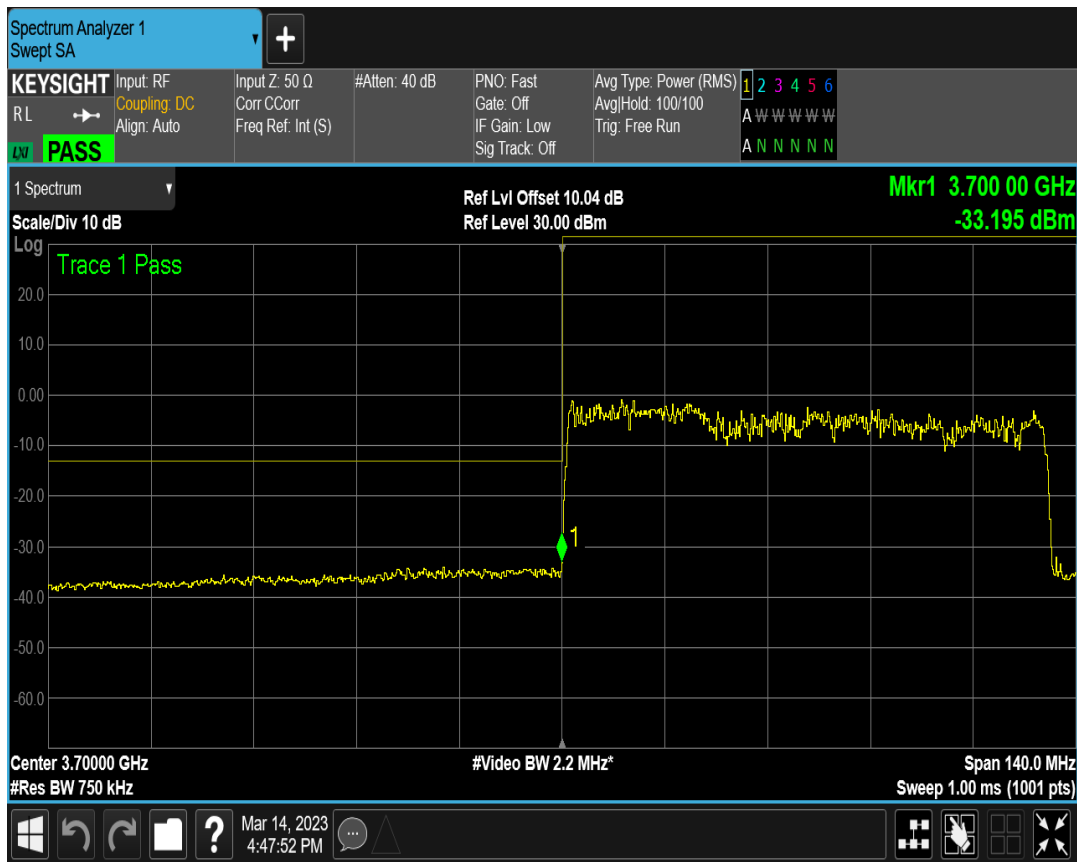 Spectrum Analyzer 1
Swept SA
+
KEYSIGHT
R L
LXI
PASS
Input: RF
Coupling: DC
Align: Auto
Input Z: 50 Ω
Corr CCorr
Freq Ref: Int (S)
#Atten: 40 dB
PNO: Fast
Gate: Off
IF Gain: Low
Sig Track: Off
Avg Type: Power (RMS)
Avg|Hold: 100/100
Trig: Free Run
1 2 3 4 5 6
A W W W W W
A N N N N N
1 Spectrum
Scale/Div 10 dB
Ref Lvl Offset 10.04 dB
Ref Level 30.00 dBm
Mkr1 3.700 00 GHz
-33.195 dBm
Log
Trace 1 Pass
20.0
10.0
0.00
-10.0
-20.0
-30.0
-40.0
-50.0
-60.0
1
Center 3.70000 GHz
#Res BW 750 kHz
#Video BW 2.2 MHz*
Span 140.0 MHz
Sweep 1.00 ms (1001 pts)
?
Mar 14, 2023
4:47:52 PM